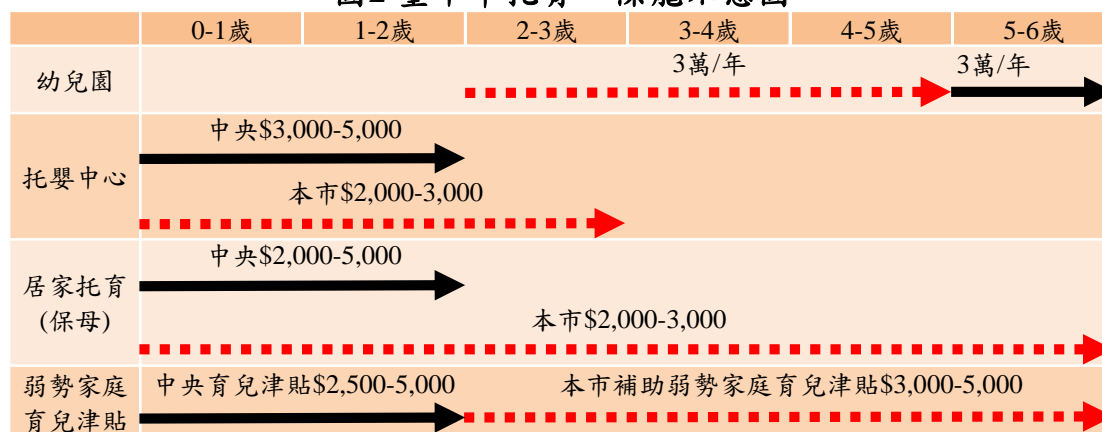 0-1歲 1-2歲 2-3歲 3-4歲 4-5歲 5-6歲
幼兒園 3萬/年 3萬/年
托嬰中心 中央$3,000-5,000
本市$2,000-3,000
居家托育 中央$2,000-5,000
(保母) 本市$2,000-3,000
弱勢家庭 中央育兒津貼$2,500-5,000 本市補助弱勢家庭育兒津貼$3,000-5,000
育兒津貼